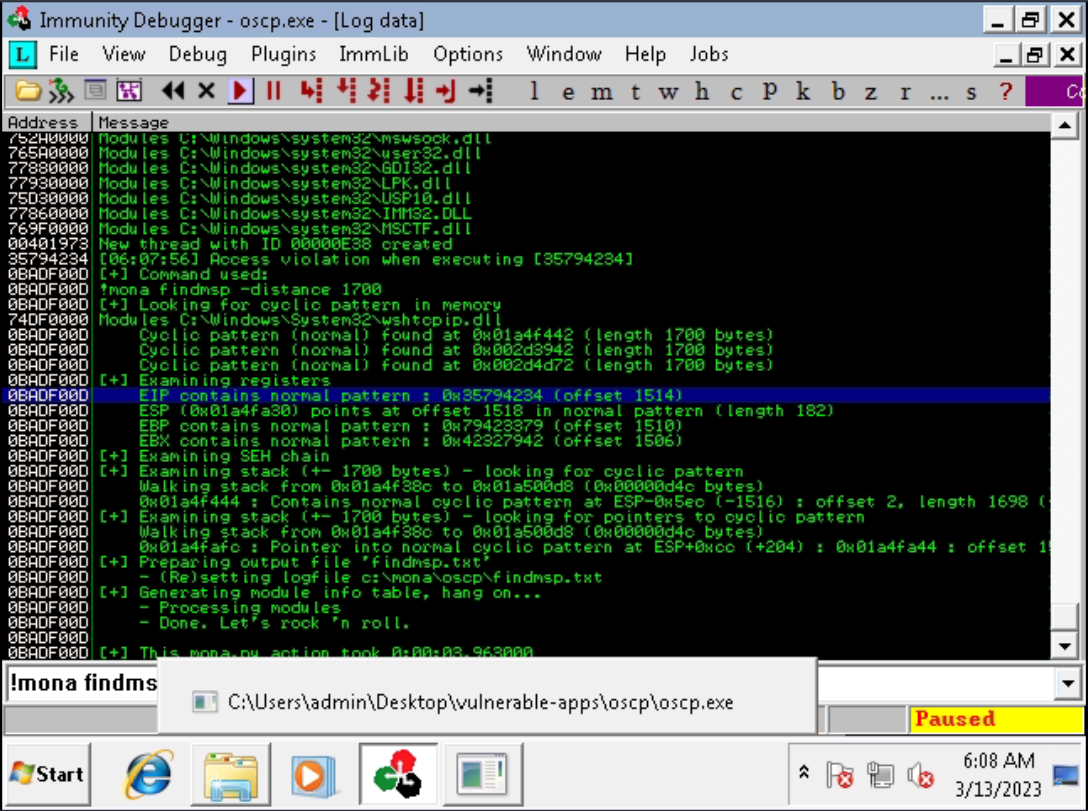 Immunity Debugger - oscp.exe - [Log data]
L File View Debug Plugins ImmLib Options Window Help Jobs
l e m t w h c P k b z r ... s ?
Address Message
752A0000 Modules C:\Windows\system32\mswsock.dll
765A0000 Modules C:\Windows\system32\user32.dll
77880000 Modules C:\Windows\system32\GDI32.dll
77930000 Modules C:\Windows\system32\LPK.dll
75D30000 Modules C:\Windows\system32\USP10.dll
77860000 Modules C:\Windows\system32\IMM32.DLL
769F0000 Modules C:\Windows\system32\MSCTF.dll
00401973 New thread with ID 00000E38 created
35794234 [06:07:56] Access violation when executing [35794234]
0BADF00D [+] Command used:
0BADF00D !mona findmsp -distance 1700
0BADF00D [+] Looking for cyclic pattern in memory
74DF0000 Modules C:\Windows\System32\wshtcpip.dll
0BADF00D Cyclic pattern (normal) found at 0x01a4f442 (length 1700 bytes)
0BADF00D Cyclic pattern (normal) found at 0x002d3942 (length 1700 bytes)
0BADF00D Cyclic pattern (normal) found at 0x002d4d72 (length 1700 bytes)
0BADF00D [+] Examining registers
0BADF00D EIP contains normal pattern : 0x35794234 (offset 1514)
0BADF00D ESP (0x01a4fa30) points at offset 1518 in normal pattern (length 182)
0BADF00D EBP contains normal pattern : 0x79423379 (offset 1510)
0BADF00D EBX contains normal pattern : 0x42327942 (offset 1506)
0BADF00D [+] Examining SEH chain
0BADF00D [+] Examining stack (+- 1700 bytes) - looking for cyclic pattern
0BADF00D Walking stack from 0x01a4f38c to 0x01a500d8 (0x00000d4c bytes)
0BADF00D 0x01a4f444 : Contains normal cyclic pattern at ESP-0x5ec (-1516) : offset 2, length 1698 (-
0BADF00D [+] Examining stack (+- 1700 bytes) - looking for pointers to cyclic pattern
0BADF00D Walking stack from 0x01a4f38c to 0x01a500d8 (0x00000d4c bytes)
0BADF00D 0x01a4fafc : Pointer into normal cyclic pattern at ESP+0xcc (+204) : 0x01a4fa44 : offset 1
0BADF00D [+] Preparing output file 'findmsp.txt'
0BADF00D - (Re)setting logfile c:\mona\oscp\findmsp.txt
0BADF00D [+] Generating module info table, hang on...
0BADF00D - Processing modules
0BADF00D - Done. Let's rock 'n roll.
0BADF00D
0BADF00D [+] This mona.py action took 0:00:03.963000
!mona findms
C:\Users\admin\Desktop\vulnerable-apps\oscp\oscp.exe
Paused
Start
6:08 AM
3/13/2023